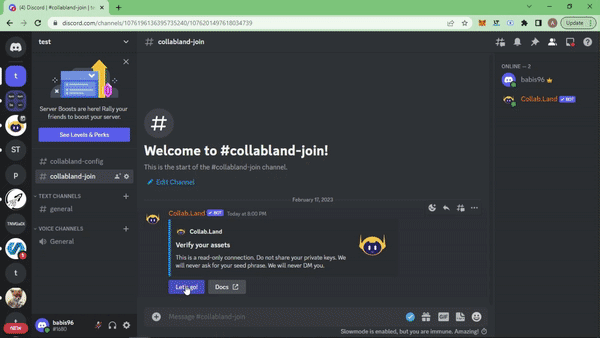 (4) Discord | #collabland-join | t
discord.com/channels/1076196136395735240/1076201497618034739
Update
test
Server Boosts are here! Rally your
friends to boost your server.
See Levels & Perks
collabland-config
collabland-join
TEXT CHANNELS
general
VOICE CHANNELS
General
babis96
#1680
NEW
t
ST
p
t
collabland-join
Welcome to #collabland-join!
This is the start of the #collabland-join channel.
Edit Channel
February 17, 2023
Collab.Land BOT Today at 8:00 PM
Collab.Land
Verify your assets
This is a read-only connection. Do not share your private keys. We
will never ask for your seed phrase. We will never DM you.
Let's go!
Docs
Message #collabland-join
GIF
Slowmode is enabled, but you are immune. Amazing!
ONLINE — 2
babis96
Collab.Land BOT